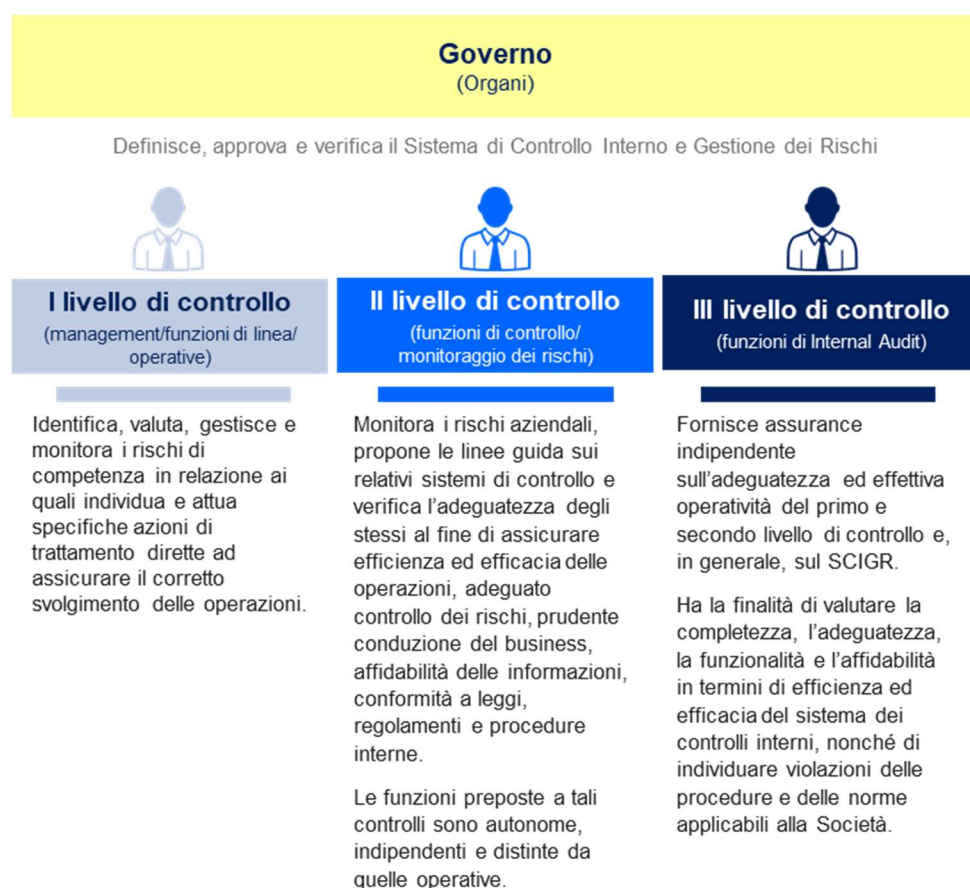 Governo
(Organi)
Definisce, approva e verifica il Sistema di Controllo Interno e Gestione dei Rischi
I livello di controllo
(management/funzioni di linea/
operative)
Identifica, valuta, gestisce e
monitora i rischi di
competenza in relazione ai
quali individua e attua
specifiche azioni di
trattamento dirette ad
assicurare il corretto
svolgimento delle operazioni.
II livello di controllo
(funzioni di controllo/
monitoraggio dei rischi)
Monitora i rischi aziendali,
propone le linee guida sui
relativi sistemi di controllo e
verifica l’adeguatezza degli
stessi al fine di assicurare
efficienza ed efficacia delle
operazioni, adeguato
controllo dei rischi, prudente
conduzione del business,
affidabilità delle informazioni,
conformità a leggi,
regolamenti e procedure
interne.
Le funzioni preposte a tali
controlli sono autonome,
indipendenti e distinte da
quelle operative.
III livello di controllo
(funzioni di Internal Audit)
Fornisce assurance
indipendente
sull’adeguatezza ed effettiva
operatività del primo e
secondo livello di controllo e,
in generale, sul SCIGR.
Ha la finalità di valutare la
completezza, l’adeguatezza,
la funzionalità e l’affidabilità
in termini di efficienza ed
efficacia del sistema dei
controlli interni, nonché di
individuare violazioni delle
procedure e delle norme
applicabili alla Società.